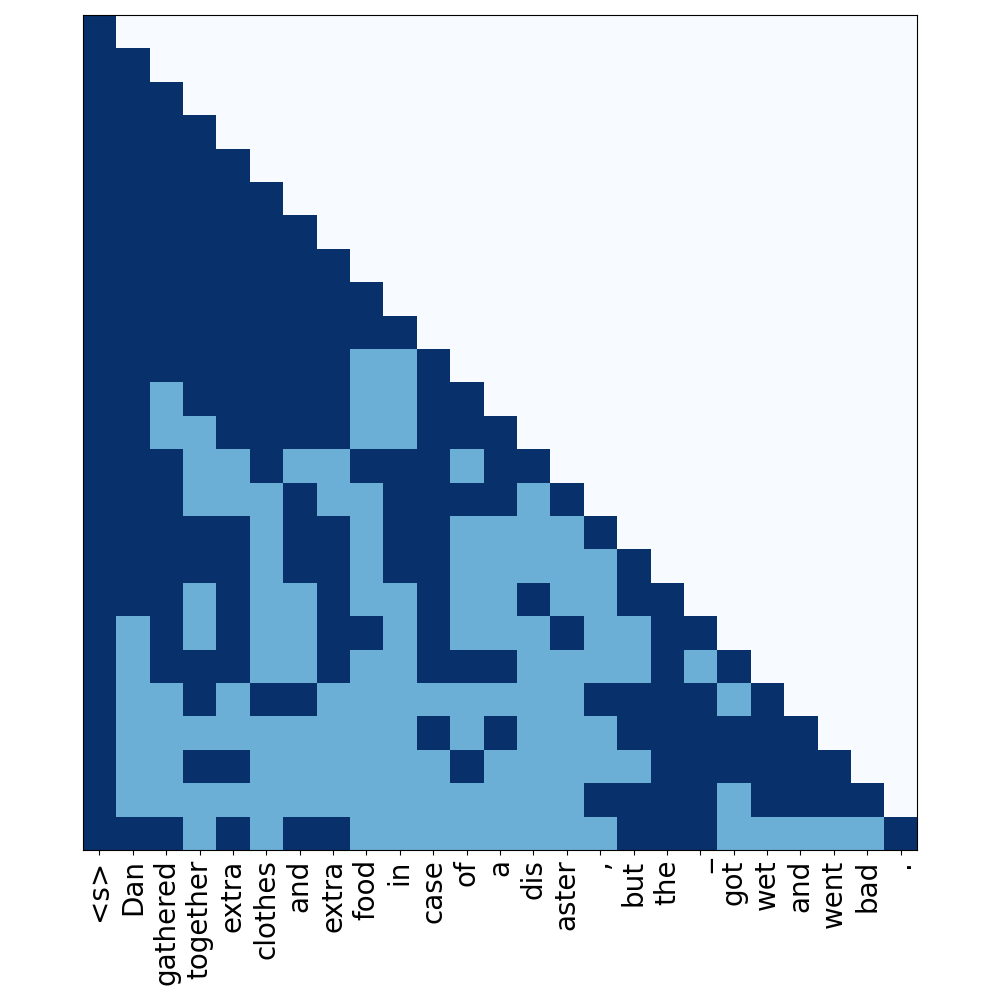 <s> Dan gathered together extra clothes and extra food in case of a dis aster , but the _ got wet and went bad .